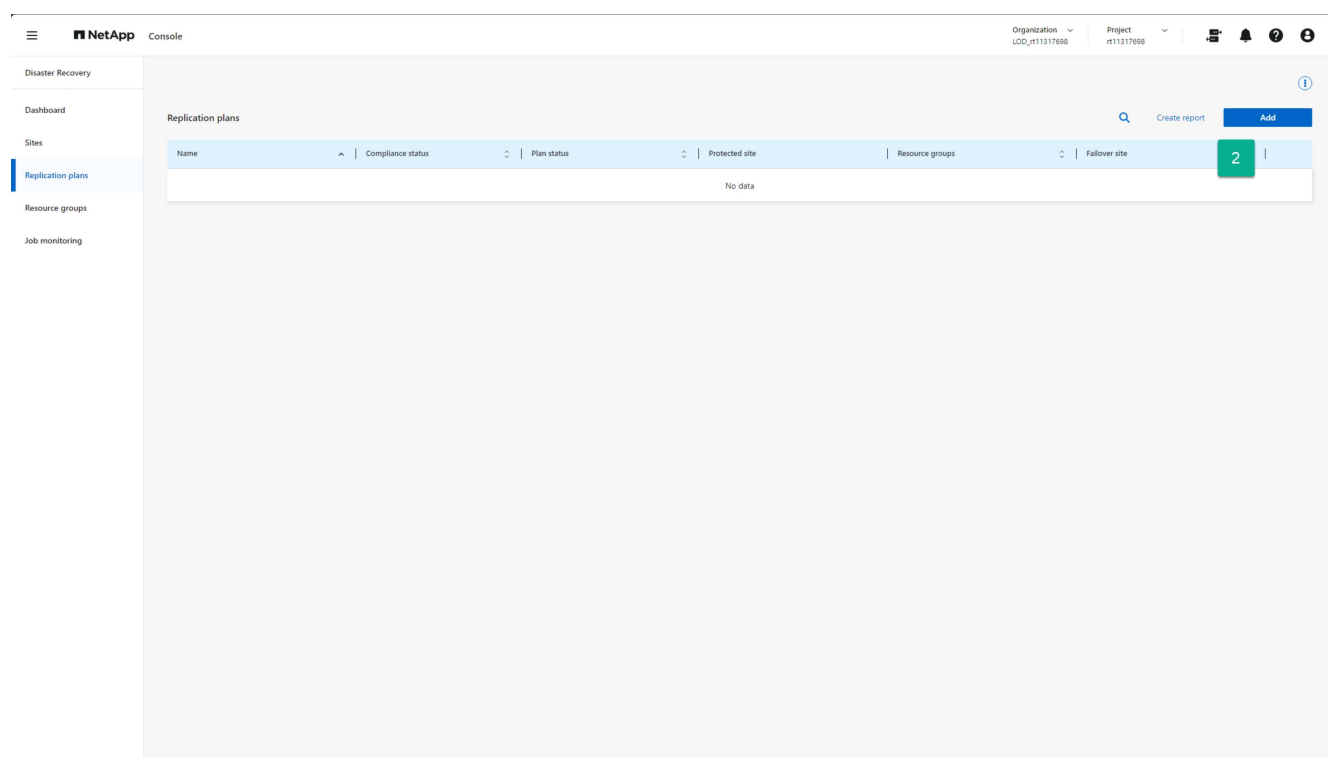 NetApp Console
Organization
LOD_rt11317698
Project
rt11317698
Disaster Recovery
Dashboard
Sites
Replication plans
Resource groups
Job monitoring
Replication plans
Create report
Add
Name
Compliance status
Plan status
Protected site
Resource groups
Failover site
2
No data